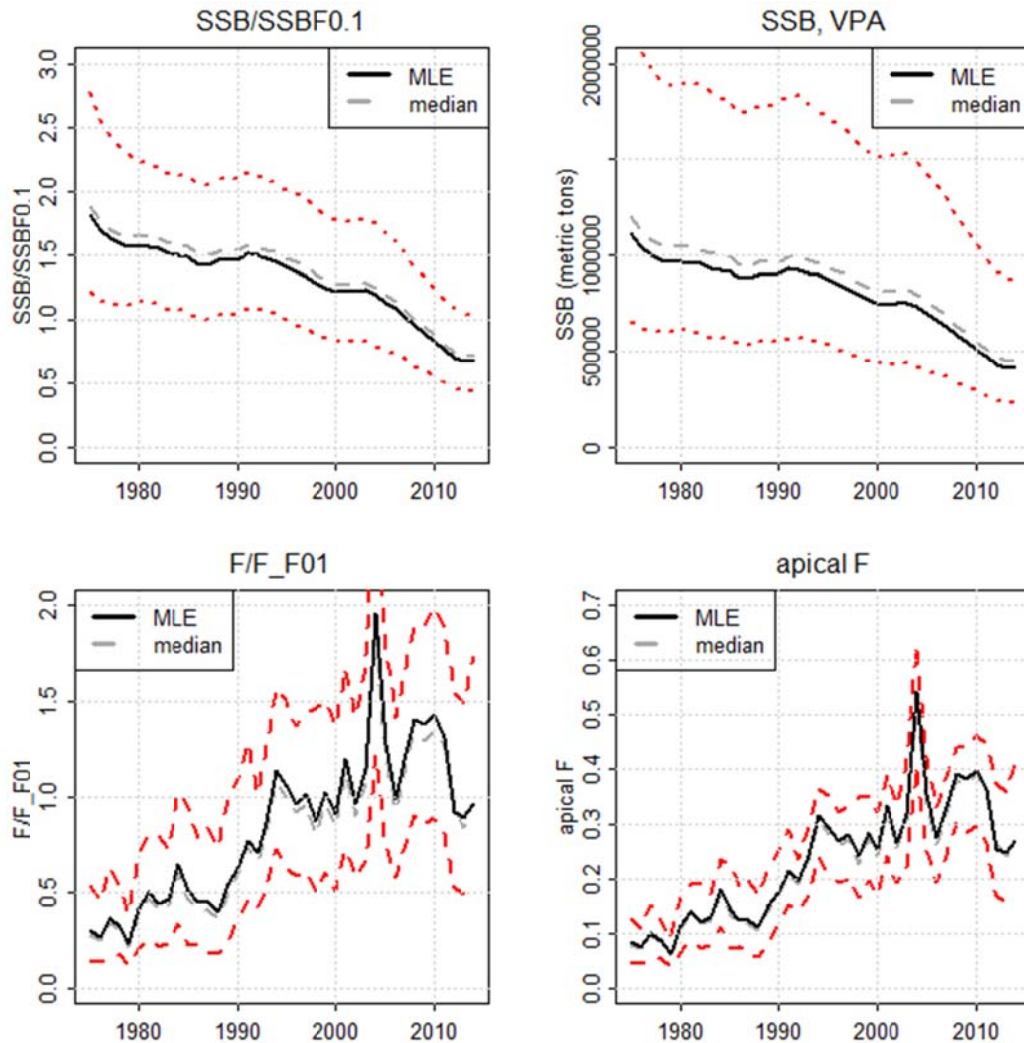 SSB/SSBF0.1
SSB/SSBF0.1
3.0
2.5
2.0
1.5
1.0
0.5
0.0
MLE
median
1980 1990 2000 2010
SSB, VPA
SSB (metric tons)
2000000
1000000
500000
0
MLE
median
1980 1990 2000 2010
F/F_F01
F/F_F01
2.0
1.5
1.0
0.5
0.0
MLE
median
1980 1990 2000 2010
apical F
apical F
0.7
0.6
0.5
0.4
0.3
0.2
0.1
0.0
MLE
median
1980 1990 2000 2010